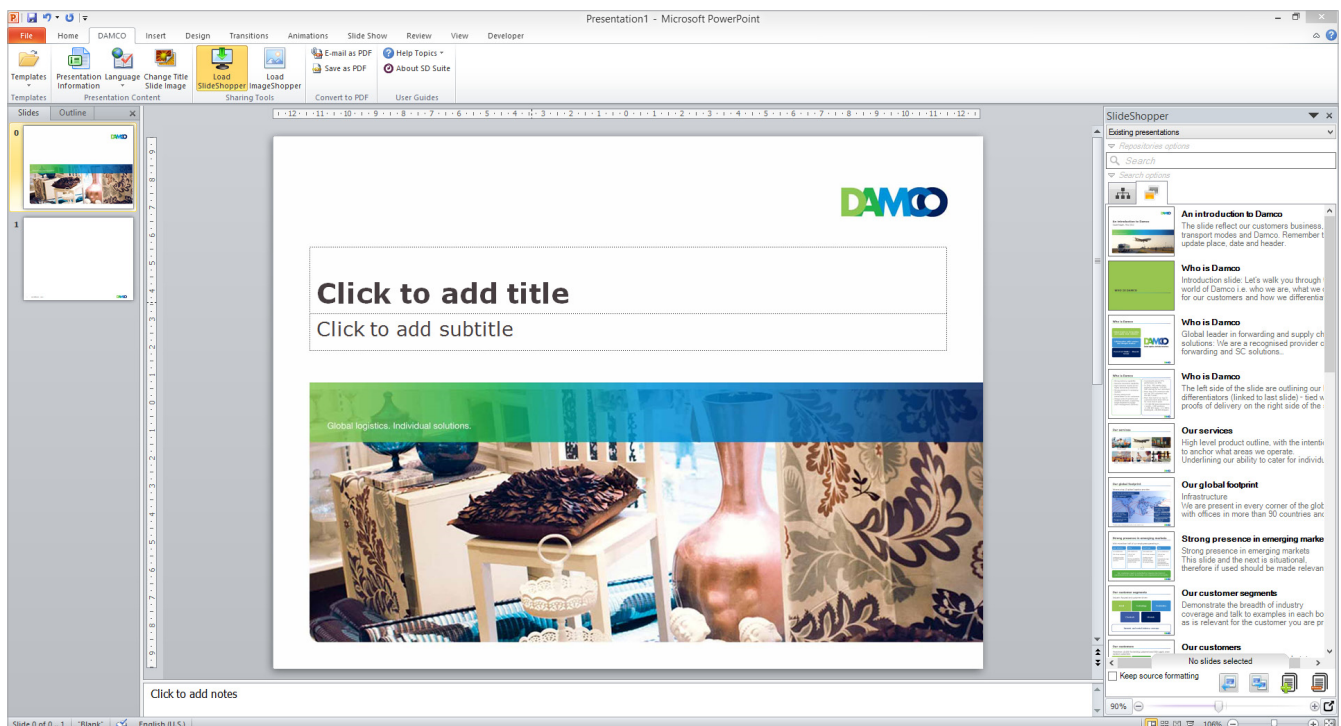 Presentation1 - Microsoft PowerPoint
File Home DAMCO Insert Design Transitions Animations Slide Show Review View Developer
Templates
Presentation Information
Language
Change Title Slide Image
Load SlideShopper
Load ImageShopper
E-mail as PDF
Save as PDF
Help Topics
About SD Suite
Templates Presentation Content Sharing Tools Convert to PDF User Guides
Slides Outline
0
1
DAMCO
Click to add title
Click to add subtitle
Global logistics. Individual solutions.
Click to add notes
SlideShopper
Existing presentations
Repositories options
Search
Search options
An introduction to Damco
The slide reflect our customers business,
transport modes and Damco. Remember t
update place, date and header.
Who is Damco
Introduction slide: Let's walk you through
world of Damco i.e. who we are, what we
for our customers and how we differentia
Who is Damco
Global leader in forwarding and supply ch
solutions: We are a recognised provider o
forwarding and SC solutions..
Who is Damco
The left side of the slide are outlining our
differentiators (linked to last slide) - tied w
proofs of delivery on the right side of the
Our services
High level product outline, with the intenti
to anchor what areas we operate.
Underlining our ability to cater for individu
Our global footprint
Infrastructure
We are present in every corner of the glob
with offices in more than 90 countries and
Strong presence in emerging marke
Strong presence in emerging markets
This slide and the next is situational,
therefore if used should be made relevan
Our customer segments
Demonstrate the breadth of industry
coverage and talk to examples in each bo
as is relevant for the customer you are pr
Our customers
No slides selected
Keep source formatting
90%
Slide 0 of 0..1 "Blank" English (U.S.) 106%